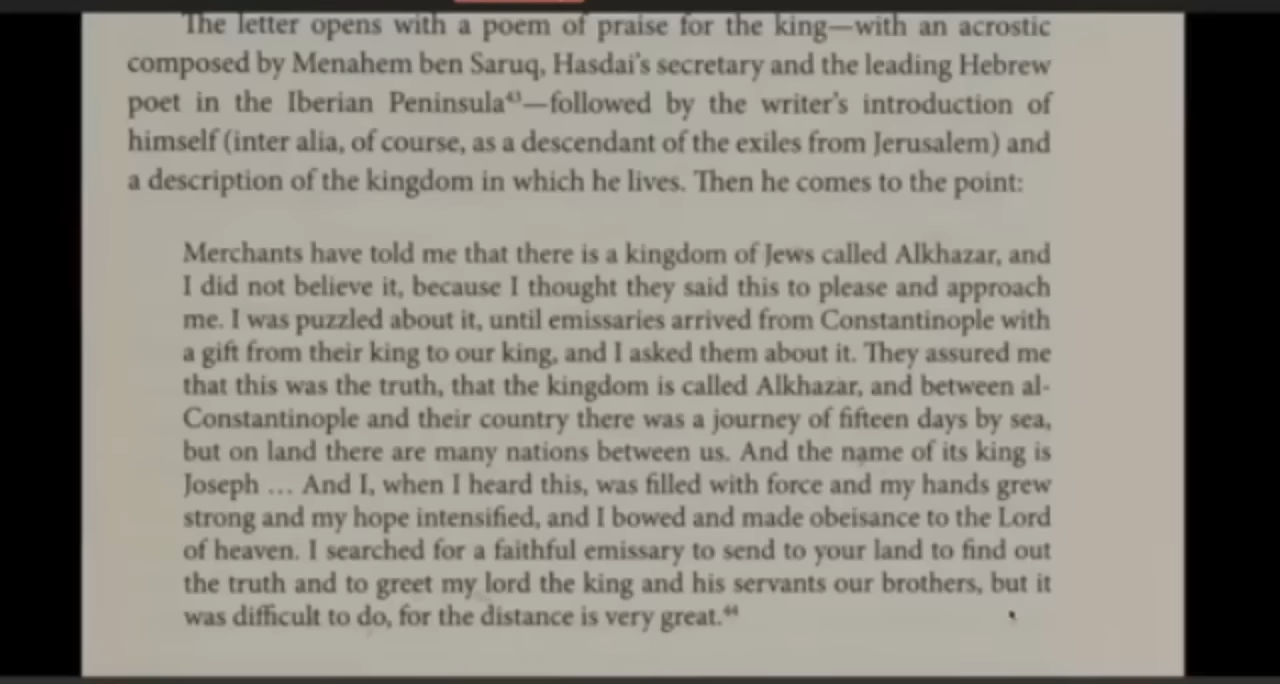 The letter opens with a poem of praise for the king—with an acrostic
composed by Menahem ben Saruq, Hasdai's secretary and the leading Hebrew
poet in the Iberian Peninsula⁴³—followed by the writer's introduction of
himself (inter alia, of course, as a descendant of the exiles from Jerusalem) and
a description of the kingdom in which he lives. Then he comes to the point:
Merchants have told me that there is a kingdom of Jews called Alkhazar, and
I did not believe it, because I thought they said this to please and approach
me. I was puzzled about it, until emissaries arrived from Constantinople with
a gift from their king to our king, and I asked them about it. They assured me
that this was the truth, that the kingdom is called Alkhazar, and between al-
Constantinople and their country there was a journey of fifteen days by sea,
but on land there are many nations between us. And the name of its king is
Joseph ... And I, when I heard this, was filled with force and my hands grew
strong and my hope intensified, and I bowed and made obeisance to the Lord
of heaven. I searched for a faithful emissary to send to your land to find out
the truth and to greet my lord the king and his servants our brothers, but it
was difficult to do, for the distance is very great.⁴⁴